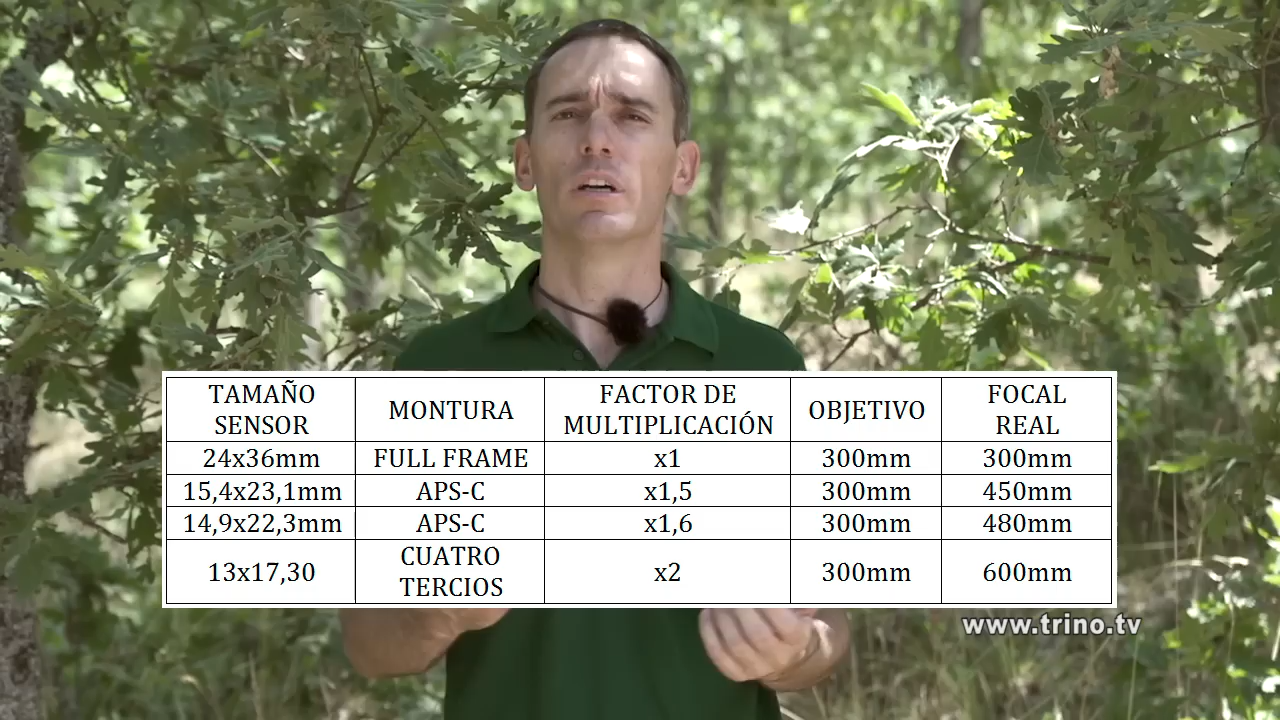 TAMAÑO SENSOR | MONTURA | FACTOR DE MULTIPLICACIÓN | OBJETIVO | FOCAL REAL
24x36mm | FULL FRAME | x1 | 300mm | 300mm
15,4x23,1mm | APS-C | x1,5 | 300mm | 450mm
14,9x22,3mm | APS-C | x1,6 | 300mm | 480mm
13x17,30 | CUATRO TERCIOS | x2 | 300mm | 600mm
www.trino.tv